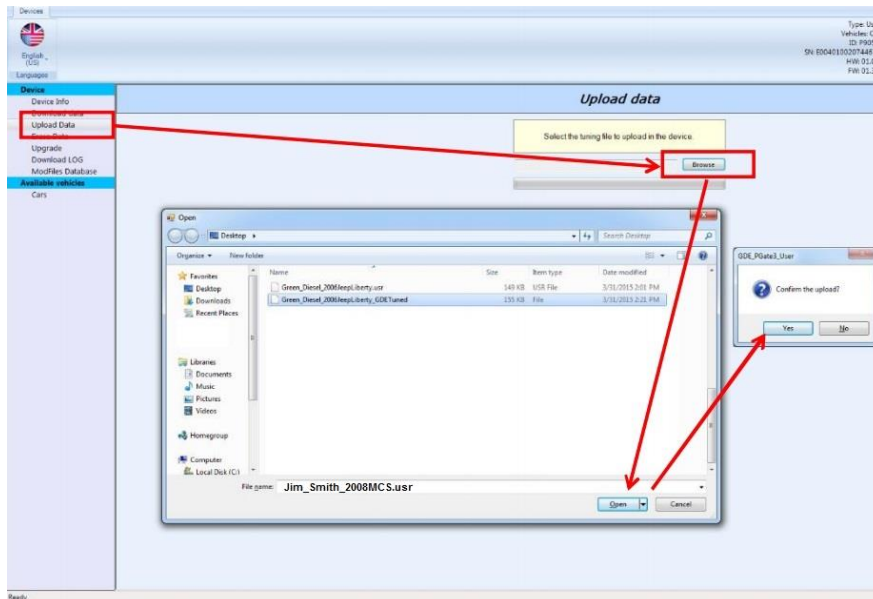 Devices
English
(US)
Languages
Type: Us
Vehicles: C
ID: P905
HW: 01.0
FW: 01.
Device
Device Info
Download Data
Upload Data
Upgrade
Download LOG
ModFiles Database
Available vehicles
Cars
Upload data
Select the tuning file to upload in the device.
Browse
Open
Desktop
Search Desktop
Organize
New folder
Favorites
Desktop
Downloads
Recent Places
Libraries
Documents
Music
Pictures
Videos
Homegroup
Computer
Local Disk (C:)
Name Size Item type Date modified
Green_Diesel_2006JeepLiberty.usr 549 KB USR File 3/31/2015 2:01 PM
Green_Diesel_2006JeepLiberty_GDETuned 155 KB File 3/31/2015 2:21 PM
File name: Jim_Smith_2008MCS.usr
Open
Cancel
GDE_PGate3_User
Confirm the upload?
Yes
No
Ready